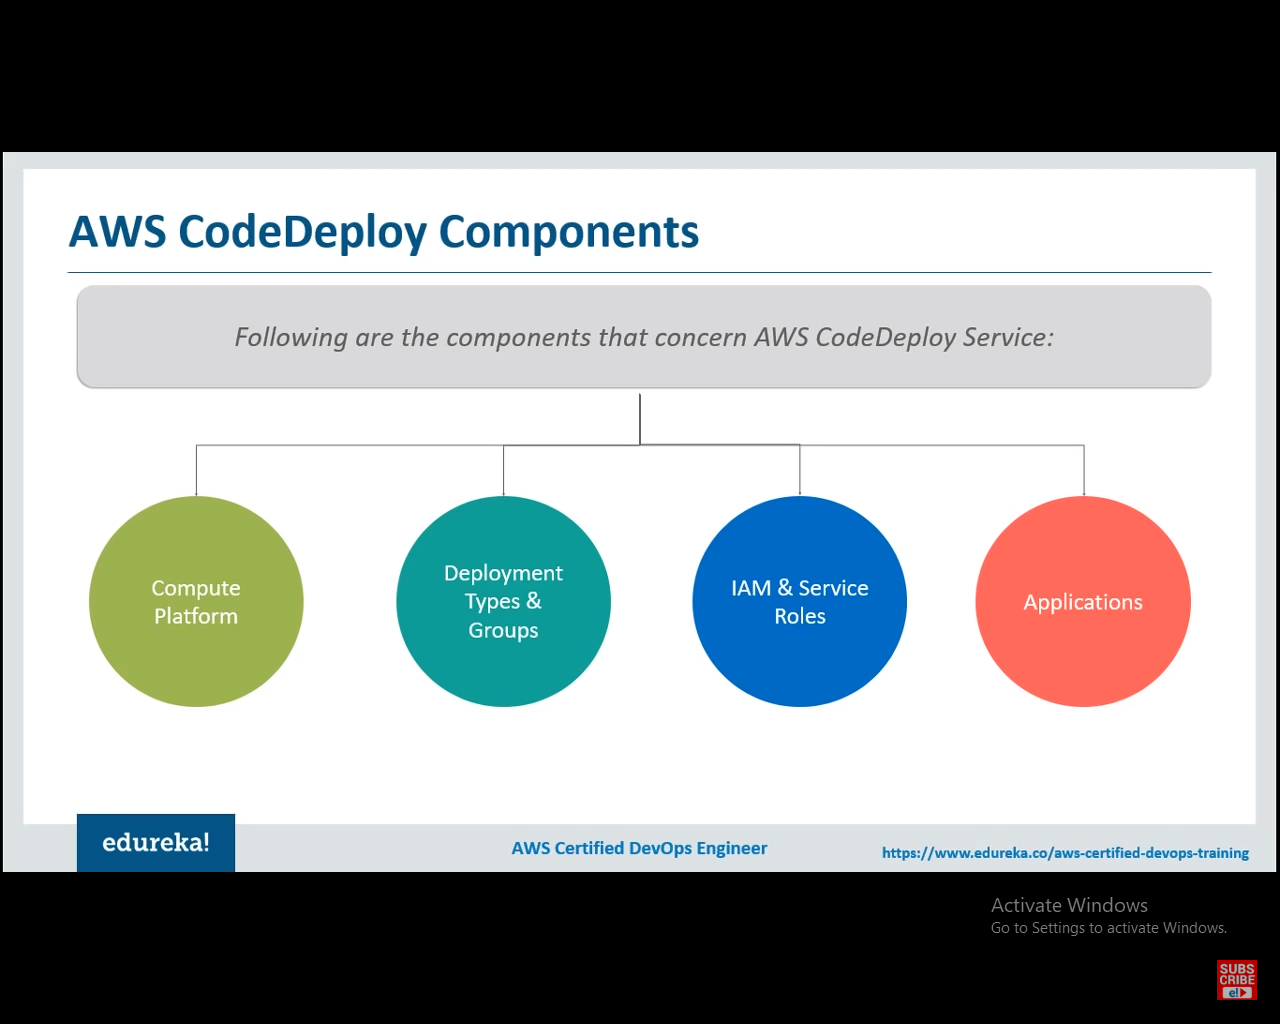 AWS CodeDeploy Components
Following are the components that concern AWS CodeDeploy Service:
Compute
Platform
Deployment
Types &
Groups
IAM & Service
Roles
Applications
edureka!
AWS Certified DevOps Engineer
https://www.edureka.co/aws-certified-devops-training
Activate Windows
Go to Settings to activate Windows.
SUBS
CRIBE
e!